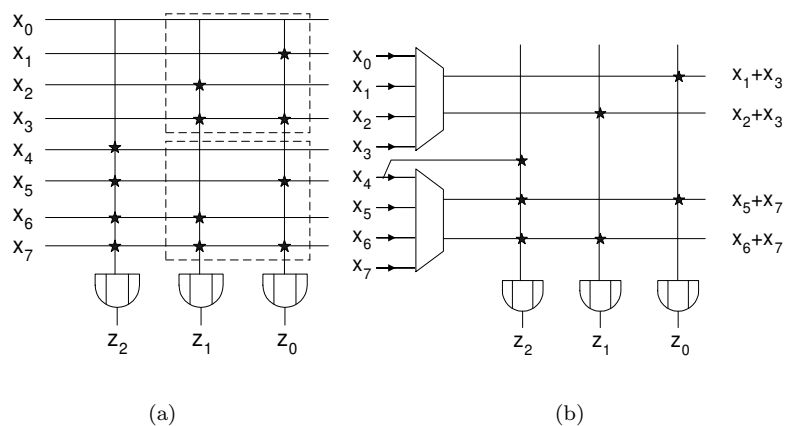 x₀
x₁
x₂
x₃
x₄
x₅
x₆
x₇
z₂ z₁ z₀
(a)
x₀
x₁
x₂
x₃
x₄
x₅
x₆
x₇
x₁+x₃
x₂+x₃
x₅+x₇
x₆+x₇
z₂ z₁ z₀
(b)